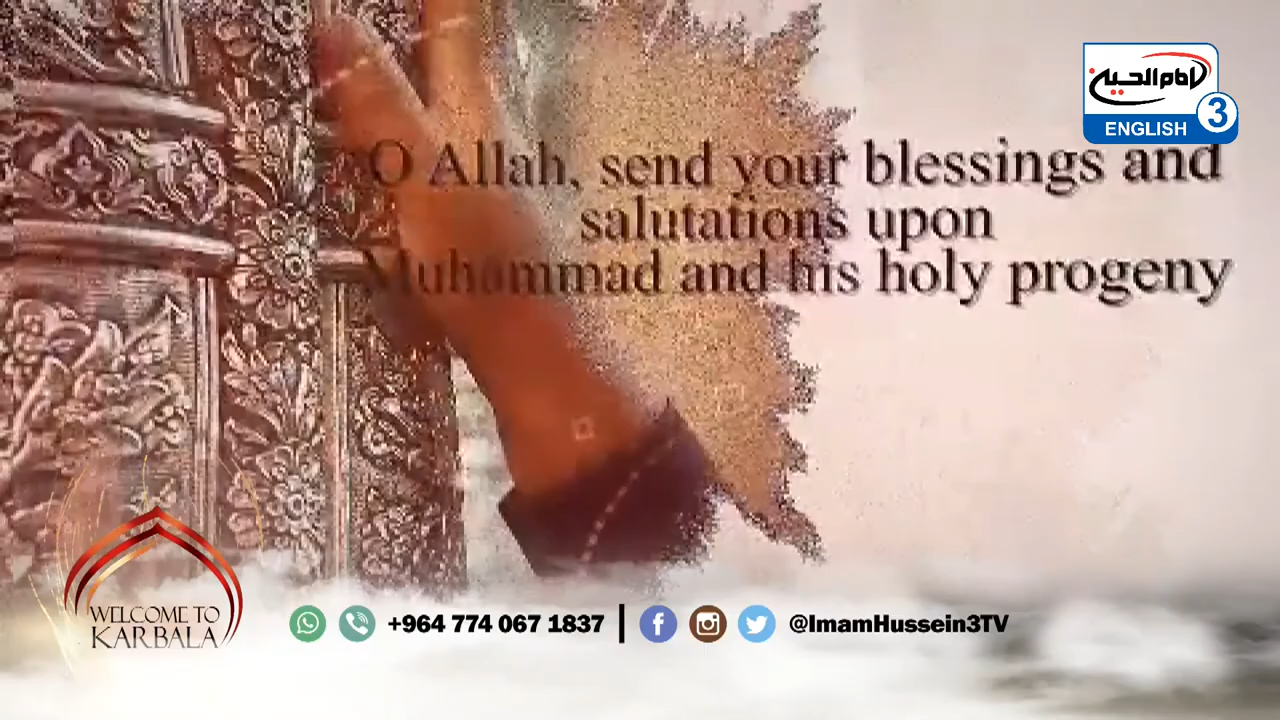 امام الحسين
3
ENGLISH
O Allah, send your blessings and
salutations upon
Muhammad and his holy progeny
WELCOME TO
KARBALA
+964 774 067 1837 | @ImamHussein3TV